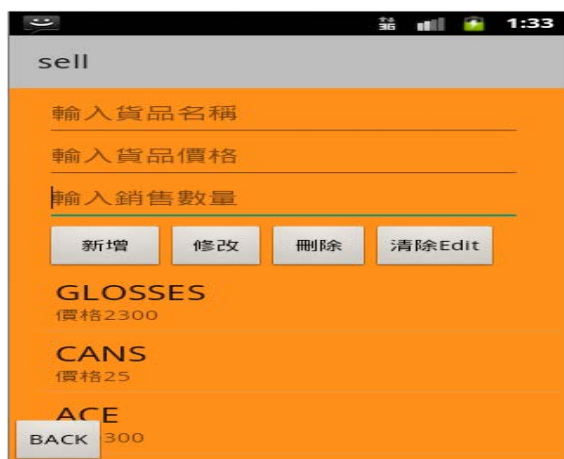 3G 1:33
sell
輸入貨品名稱
輸入貨品價格
輸入銷售數量
新增 修改 刪除 清除Edit
GLOSSES
價格2300
CANS
價格25
ACE
BACK 300